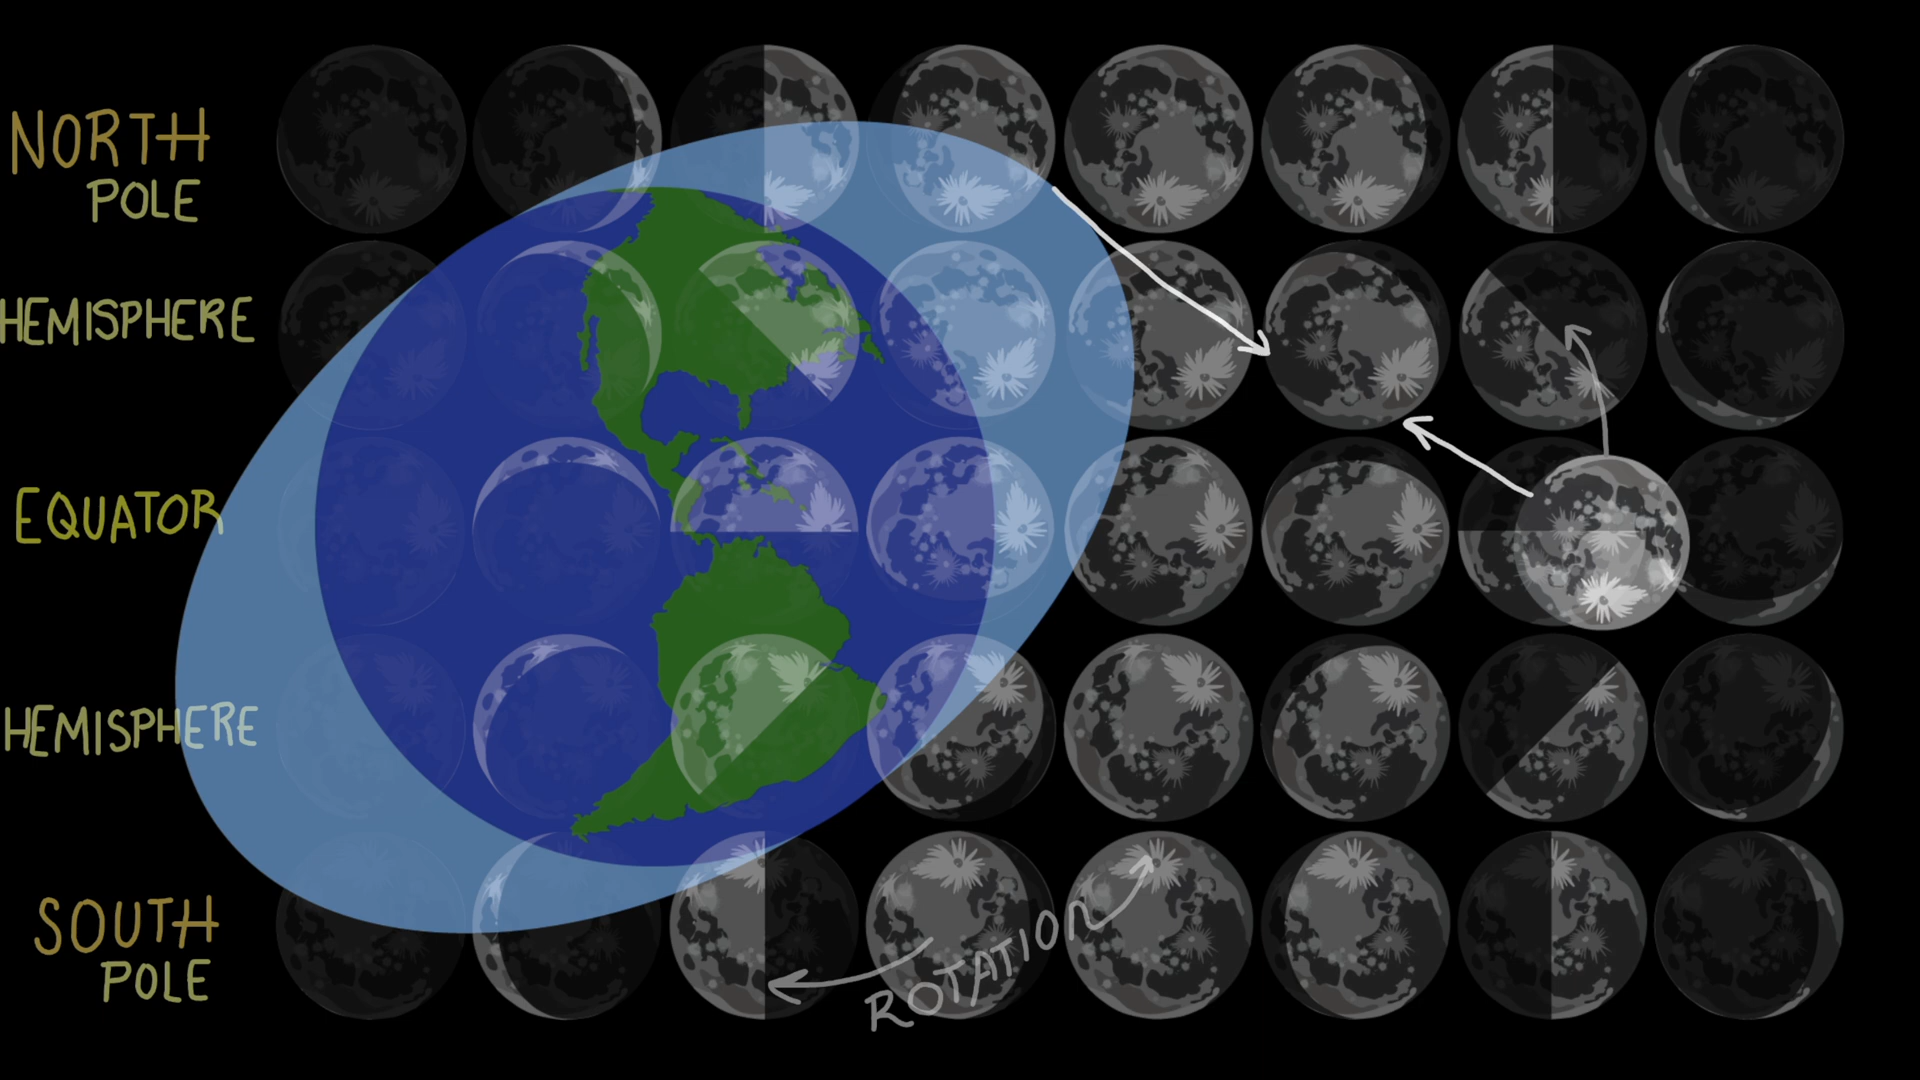 NORTH
POLE
HEMISPHERE
EQUATOR
HEMISPHERE
SOUTH
POLE
ROTATION